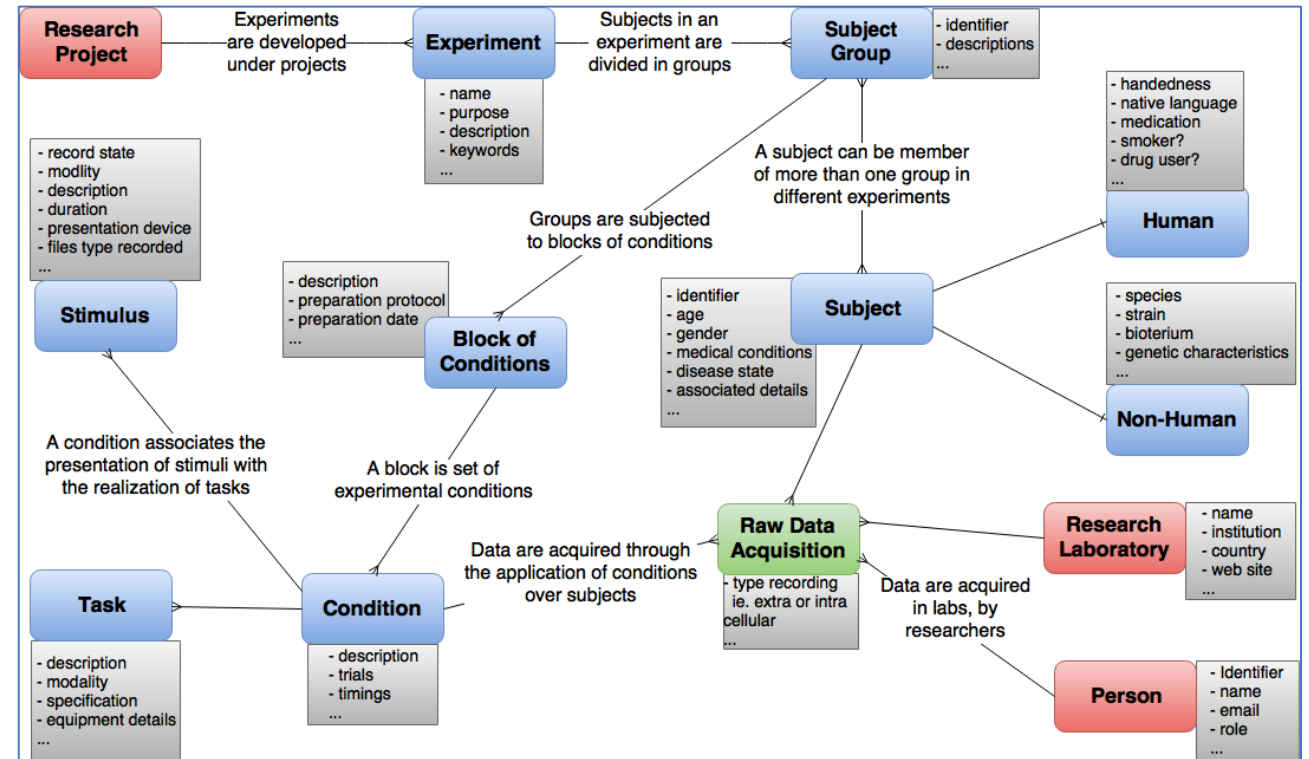 Research
Project
Experiments
are developed
under projects
Experiment
- name
- purpose
- description
- keywords
...
Subjects in an
experiment are
divided in groups
Subject
Group
- identifier
- descriptions
...
- handedness
- native language
- medication
- smoker?
- drug user?
...
Human
A subject can be member
of more than one group in
different experiments
Groups are subjected
to blocks of conditions
- record state
- modlity
- description
- duration
- presentation device
- files type recorded
...
Stimulus
- description
- preparation protocol
- preparation date
...
Block of
Conditions
- identifier
- age
- gender
- medical conditions
- disease state
- associated details
...
Subject
- species
- strain
- bioterium
- genetic characteristics
...
Non-Human
A condition associates the
presentation of stimuli with
the realization of tasks
A block is set of
experimental conditions
Data are acquired through
the application of conditions
over subjects
Raw Data
Acquisition
- type recording
ie. extra or intra
cellular
...
Research
Laboratory
- name
- institution
- country
- web site
...
Data are acquired
in labs, by
researchers
Task
- description
- modality
- specification
- equipment details
...
Condition
- description
- trials
- timings
...
Person
- Identifier
- name
- email
- role
...